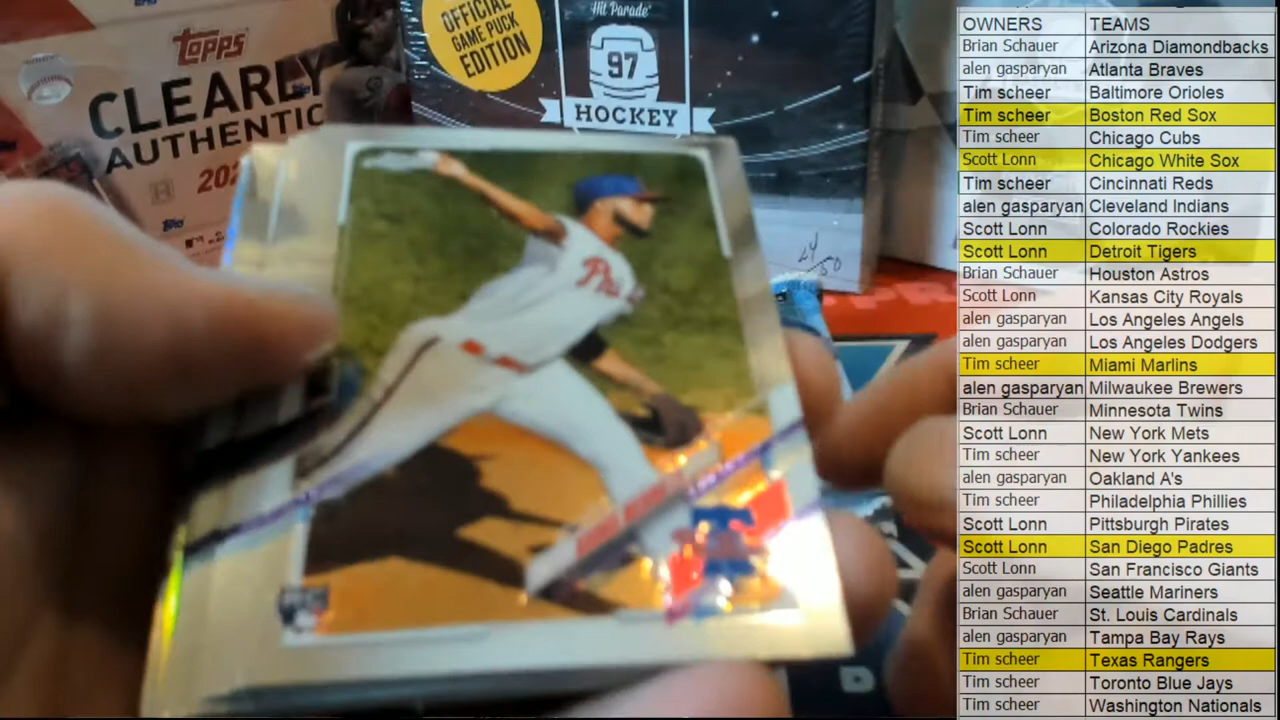 TOPPS
CLEARLY
AUTHENTIC
202
OFFICIAL
GAME PUCK
EDITION
Hit Parade
97
HOCKEY
24/50
OWNERS TEAMS
Brian Schauer Arizona Diamondbacks
alen gasparyan Atlanta Braves
Tim scheer Baltimore Orioles
Tim scheer Boston Red Sox
Tim scheer Chicago Cubs
Scott Lonn Chicago White Sox
Tim scheer Cincinnati Reds
alen gasparyan Cleveland Indians
Scott Lonn Colorado Rockies
Scott Lonn Detroit Tigers
Brian Schauer Houston Astros
Scott Lonn Kansas City Royals
alen gasparyan Los Angeles Angels
alen gasparyan Los Angeles Dodgers
Tim scheer Miami Marlins
alen gasparyan Milwaukee Brewers
Brian Schauer Minnesota Twins
Scott Lonn New York Mets
Tim scheer New York Yankees
alen gasparyan Oakland A's
Tim scheer Philadelphia Phillies
Scott Lonn Pittsburgh Pirates
Scott Lonn San Diego Padres
Scott Lonn San Francisco Giants
alen gasparyan Seattle Mariners
Brian Schauer St. Louis Cardinals
alen gasparyan Tampa Bay Rays
Tim scheer Texas Rangers
Tim scheer Toronto Blue Jays
Tim scheer Washington Nationals